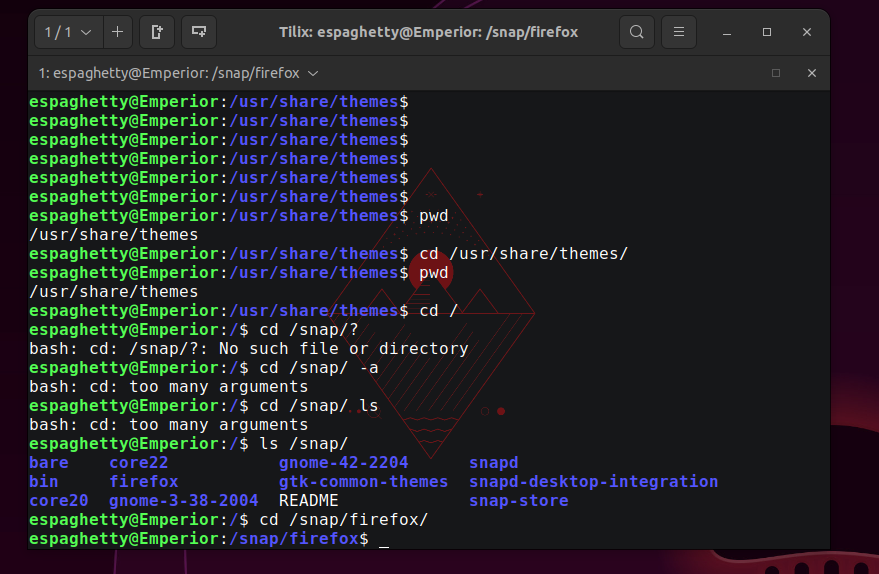 1 / 1
Tilix: espaghetty@Emperior: /snap/firefox
1: espaghetty@Emperior: /snap/firefox
espaghetty@Emperior:/usr/share/themes$
espaghetty@Emperior:/usr/share/themes$
espaghetty@Emperior:/usr/share/themes$
espaghetty@Emperior:/usr/share/themes$
espaghetty@Emperior:/usr/share/themes$
espaghetty@Emperior:/usr/share/themes$
espaghetty@Emperior:/usr/share/themes$ pwd
/usr/share/themes
espaghetty@Emperior:/usr/share/themes$ cd /usr/share/themes/
espaghetty@Emperior:/usr/share/themes$ pwd
/usr/share/themes
espaghetty@Emperior:/usr/share/themes$ cd /
espaghetty@Emperior:/$ cd /snap/?
bash: cd: /snap/?: No such file or directory
espaghetty@Emperior:/$ cd /snap/ -a
bash: cd: too many arguments
espaghetty@Emperior:/$ cd /snap/ ls
bash: cd: too many arguments
espaghetty@Emperior:/$ ls /snap/
bare    core22           gnome-42-2204      snapd
bin     firefox          gtk-common-themes  snapd-desktop-integration
core20  gnome-3-38-2004  README             snap-store
espaghetty@Emperior:/$ cd /snap/firefox/
espaghetty@Emperior:/snap/firefox$ _